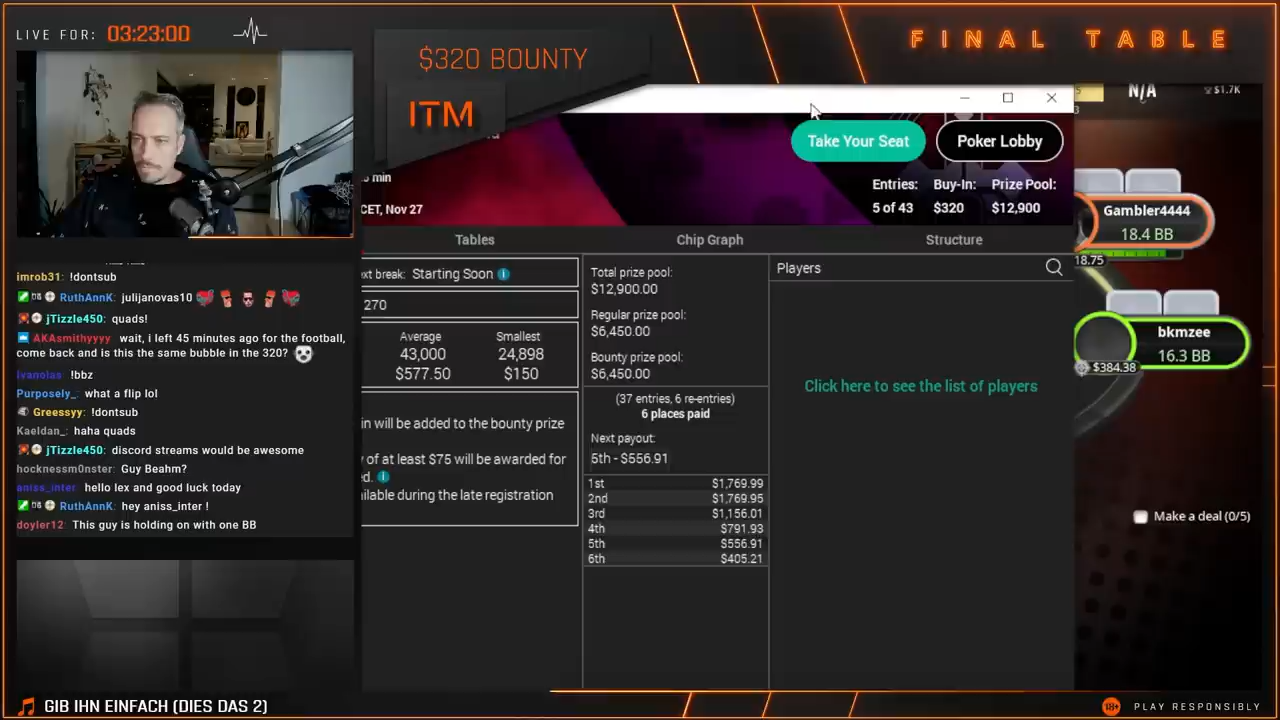 LIVE FOR: 03:23:00
$320 BOUNTY
ITM
FINAL TABLE
N/A
$1.7K
Take Your Seat
Poker Lobby
min
CET, Nov 27
Entries: Buy-In: Prize Pool:
5 of 43 $320 $12,900
Gambler4444
18.4 BB
18.75
bkmzee
16.3 BB
$384.38
Make a deal (0/5)
Tables Chip Graph Structure
ext break: Starting Soon
270
Average Smallest
43,000 24,898
$577.50 $150
in will be added to the bounty prize
y of at least $75 will be awarded for
ed.
ailable during the late registration
Total prize pool:
$12,900.00
Regular prize pool:
$6,450.00
Bounty prize pool:
$6,450.00
(37 entries, 6 re-entries)
6 places paid
Next payout:
5th - $556.91
1st $1,769.99
2nd $1,769.95
3rd $1,156.01
4th $791.93
5th $556.91
6th $405.21
Players
Click here to see the list of players
imrob31: !dontsub
RuthAnnK: julijanovas10
jTizzle450: quads!
AKAsmithyyyy: wait, i left 45 minutes ago for the football,
come back and is this the same bubble in the 320?
ivanolas: !bbz
Purposely_: what a flip lol
Greessyy: !dontsub
Kaeldan_: haha quads
jTizzle450: discord streams would be awesome
hocknessm0nster: Guy Beahm?
aniss_inter: hello lex and good luck today
RuthAnnK: hey aniss_inter !
doyler12: This guy is holding on with one BB
GIB IHN EINFACH (DIES DAS 2)
18+ PLAY RESPONSIBLY